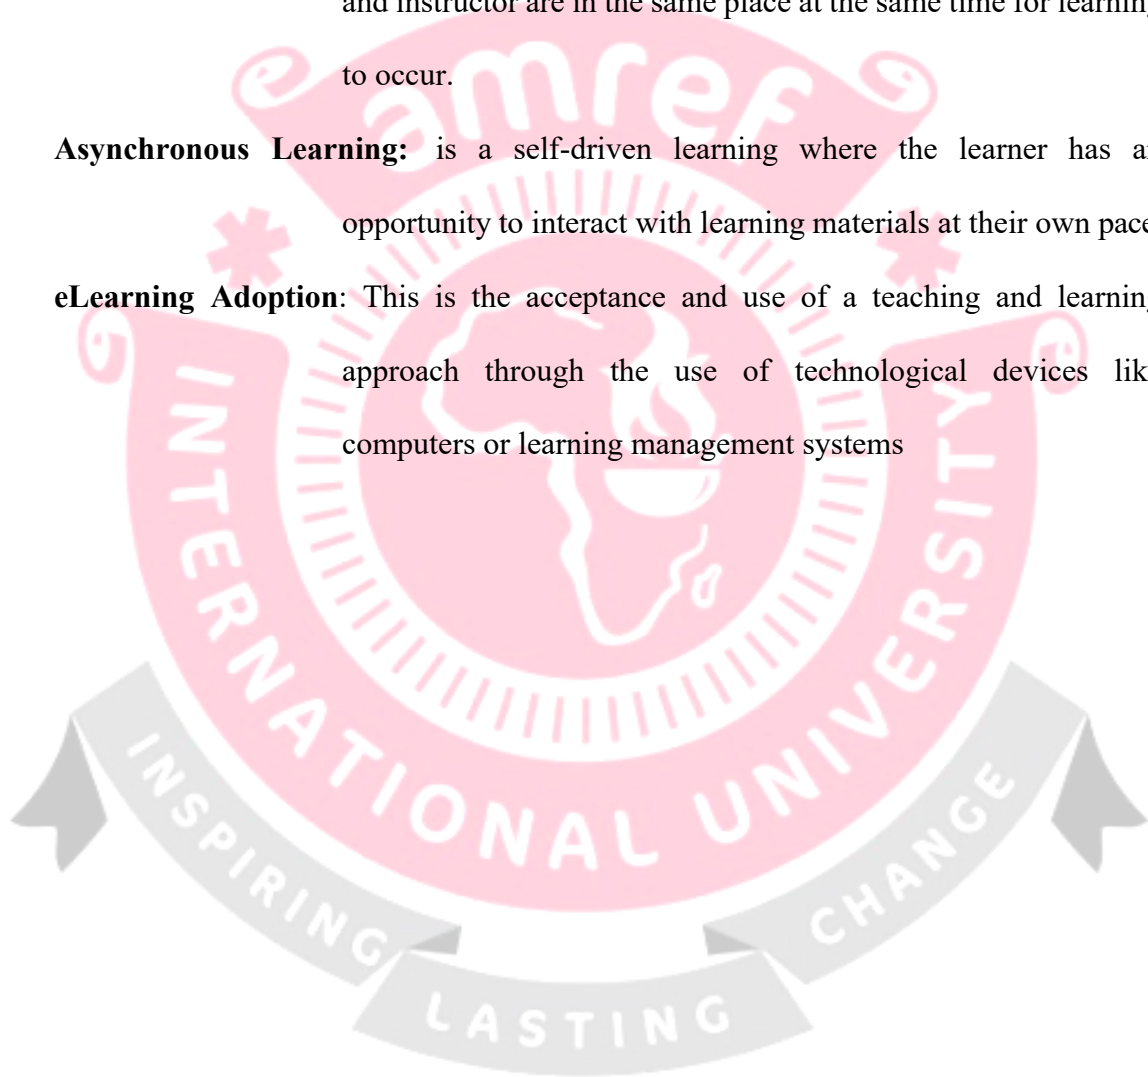 and instructor are in the same place at the same time for learning
to occur.
Asynchronous Learning: is a self-driven learning where the learner has a
opportunity to interact with learning materials at their own pace
eLearning Adoption: This is the acceptance and use of a teaching and learning
approach through the use of technological devices lik
computers or learning management systems
amref
INTERNATIONAL UNIVERSITY
INSPIRING
LASTING
CHANGE